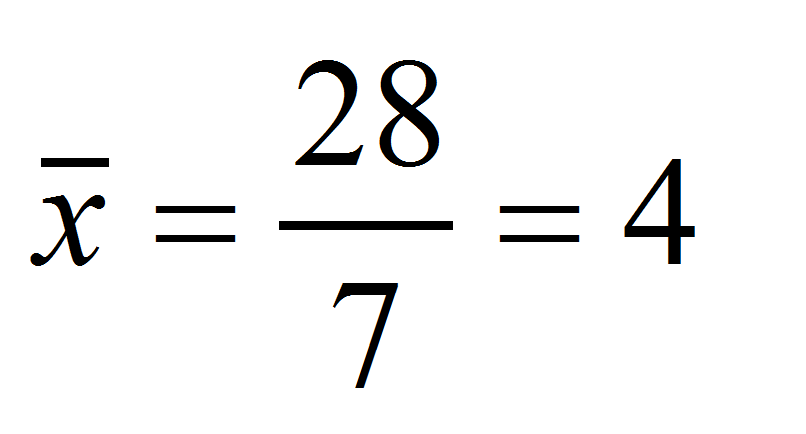 x̅ = 28/7 = 4